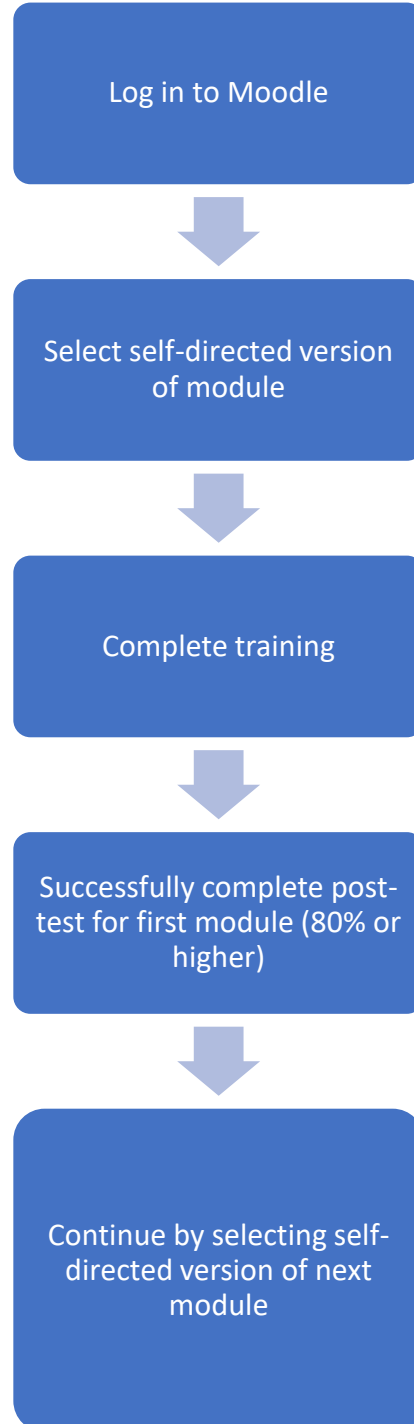 Log in to Moodle
Select self-directed version
of module
Complete training
Successfully complete post-
test for first module (80% or
higher)
Continue by selecting self-
directed version of next
module